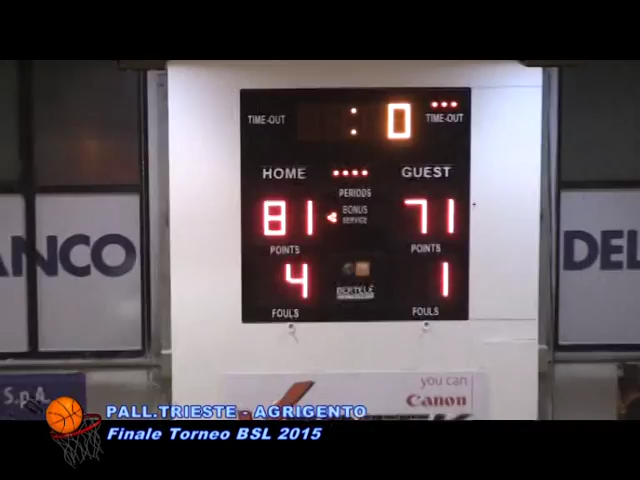 : 0
TIME-OUT TIME-OUT
HOME GUEST
PERIODS
81 BONUS 71
SERVICE
POINTS POINTS
4 1
FOULS FOULS
ANCO DEL
you can
Canon
S.p.A.
PALL.TRIESTE - AGRIGENTO
Finale Torneo BSL 2015